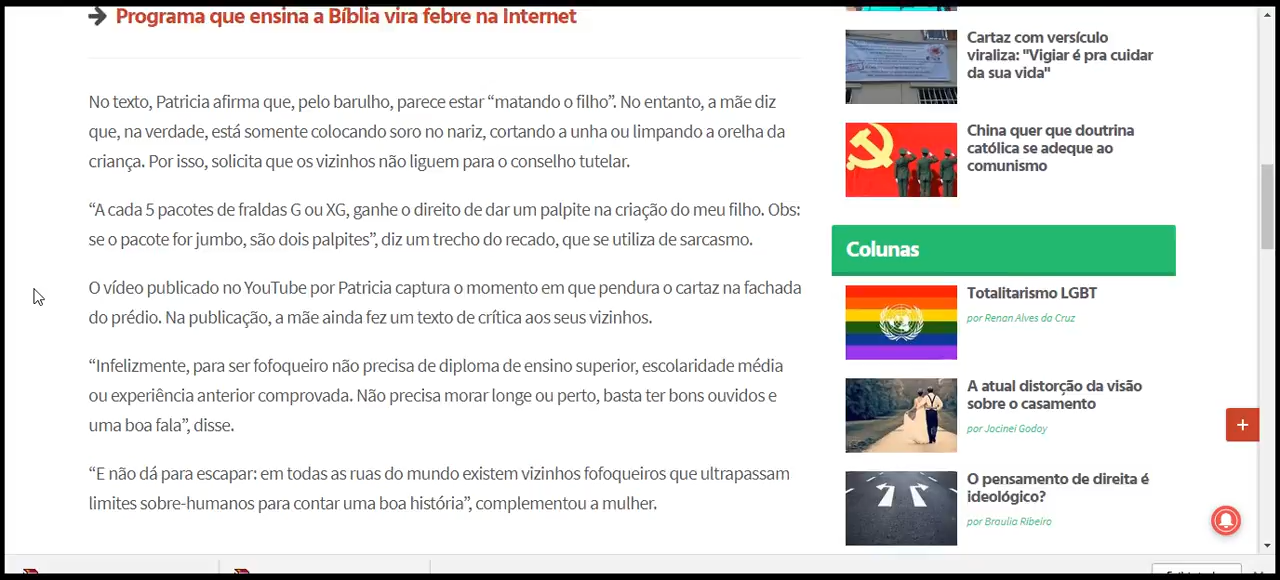 Programa que ensina a Bíblia vira febre na Internet
No texto, Patricia afirma que, pelo barulho, parece estar “matando o filho”. No entanto, a mãe diz
que, na verdade, está somente colocando soro no nariz, cortando a unha ou limpando a orelha da
criança. Por isso, solicita que os vizinhos não liguem para o conselho tutelar.
“A cada 5 pacotes de fraldas G ou XG, ganhe o direito de dar um palpite na criação do meu filho. Obs:
se o pacote for jumbo, são dois palpites”, diz um trecho do recado, que se utiliza de sarcasmo.
O vídeo publicado no YouTube por Patricia captura o momento em que pendura o cartaz na fachada
do prédio. Na publicação, a mãe ainda fez um texto de crítica aos seus vizinhos.
“Infelizmente, para ser fofoqueiro não precisa de diploma de ensino superior, escolaridade média
ou experiência anterior comprovada. Não precisa morar longe ou perto, basta ter bons ouvidos e
uma boa fala”, disse.
“E não dá para escapar: em todas as ruas do mundo existem vizinhos fofoqueiros que ultrapassam
limites sobre-humanos para contar uma boa história”, complementou a mulher.
Cartaz com versículo
viraliza: "Vigiar é pra cuidar
da sua vida"
China quer que doutrina
católica se adeque ao
comunismo
Colunas
Totalitarismo LGBT
por Renan Alves da Cruz
A atual distorção da visão
sobre o casamento
por Jocinei Godoy
O pensamento de direita é
ideológico?
por Braulia Ribeiro